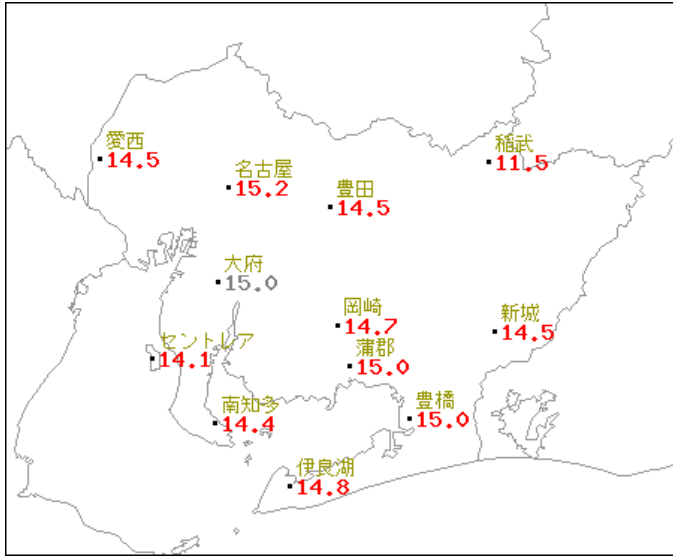 愛西
14.5
稲武
11.5
名古屋
15.2
豊田
14.5
大府
15.0
岡崎
14.7
新城
14.5
セントレア
14.1
蒲郡
15.0
南知多
14.4
豊橋
15.0
伊良湖
14.8